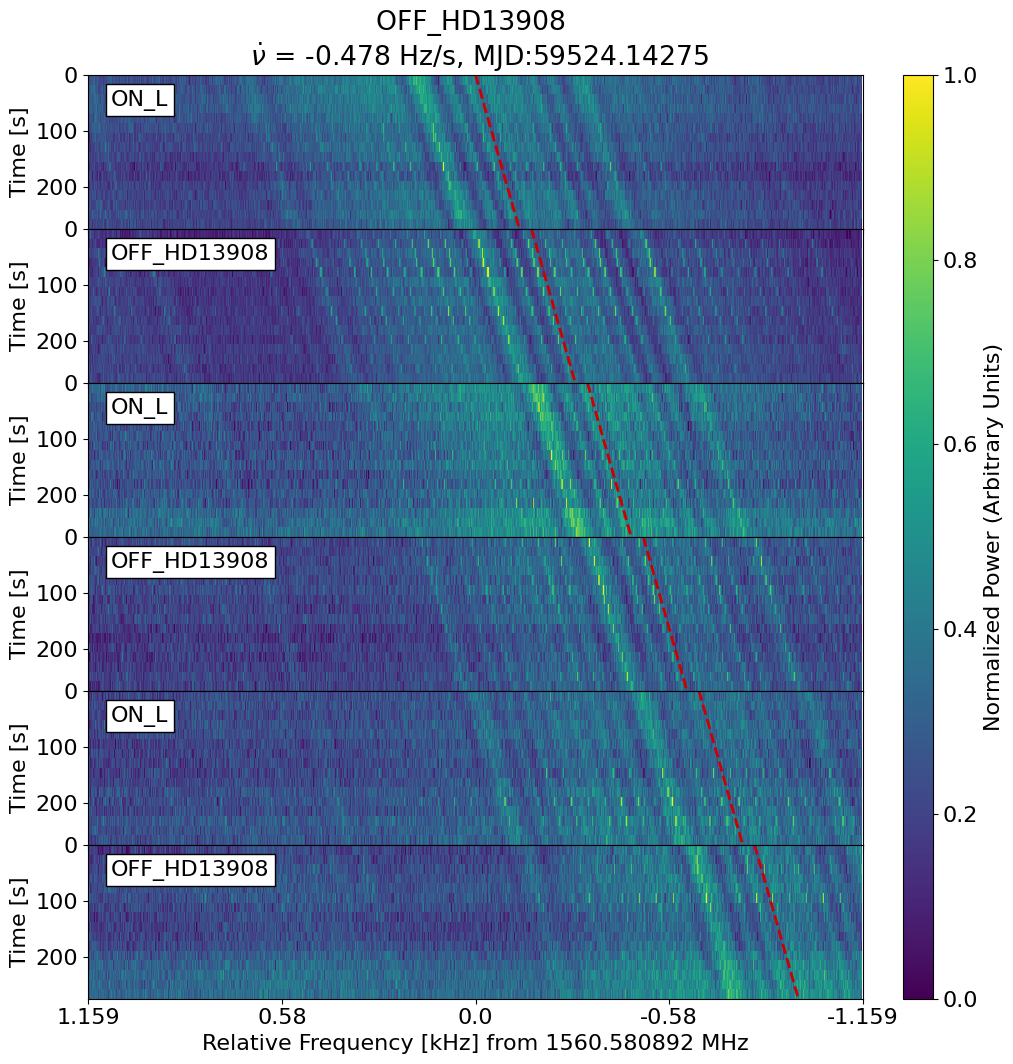 OFF_HD13908
ν̇ = -0.478 Hz/s, MJD:59524.14275
ON_L
OFF_HD13908
ON_L
OFF_HD13908
ON_L
OFF_HD13908
0
100
200
0
100
200
0
100
200
0
100
200
0
100
200
0
100
200
Time [s]
Time [s]
Time [s]
Time [s]
Time [s]
Time [s]
1.159 0.58 0.0 -0.58 -1.159
Relative Frequency [kHz] from 1560.580892 MHz
1.0
0.8
0.6
0.4
0.2
0.0
Normalized Power (Arbitrary Units)